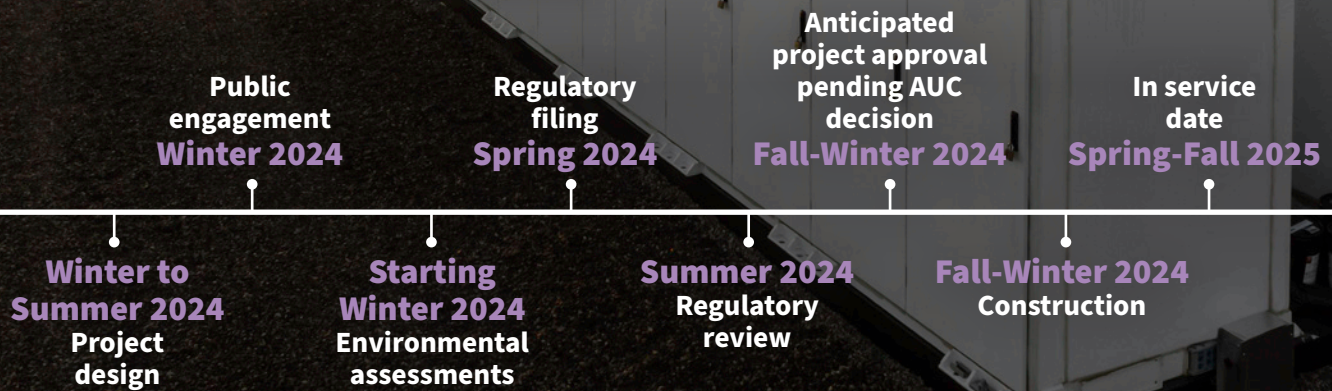 Public
engagement
Winter 2024
Regulatory
filing
Spring 2024
Anticipated
project approval
pending AUC
decision
Fall-Winter 2024
In service
date
Spring-Fall 2025
Winter to
Summer 2024
Project
design
Starting
Winter 2024
Environmental
assessments
Summer 2024
Regulatory
review
Fall-Winter 2024
Construction